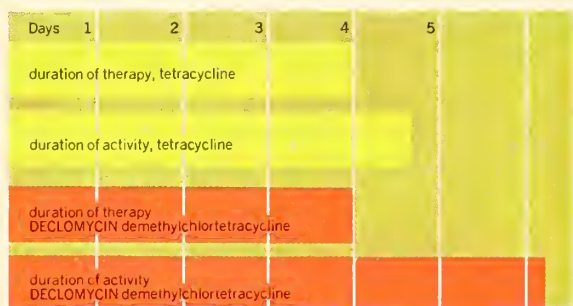 Days 1 2 3 4 5
duration of therapy, tetracycline
duration of activity, tetracycline
duration of therapy
DECLOMYCIN demethylchlortetracycline
duration of activity
DECLOMYCIN demethylchlortetracycline